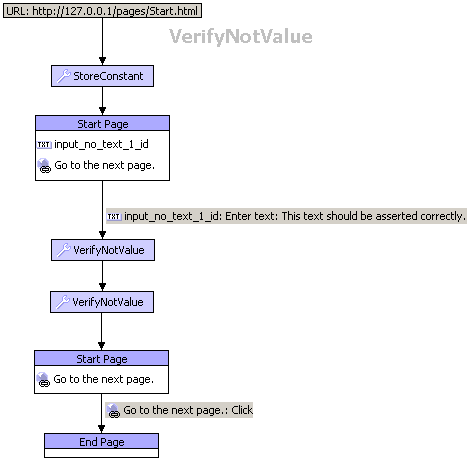 URL: http://127.0.0.1/pages/Start.html
VerifyNotValue
StoreConstant
Start Page
TXT input_no_text_1_id
Go to the next page.
TXT input_no_text_1_id: Enter text: This text should be asserted correctly.
VerifyNotValue
VerifyNotValue
Start Page
Go to the next page.
Go to the next page.: Click
End Page